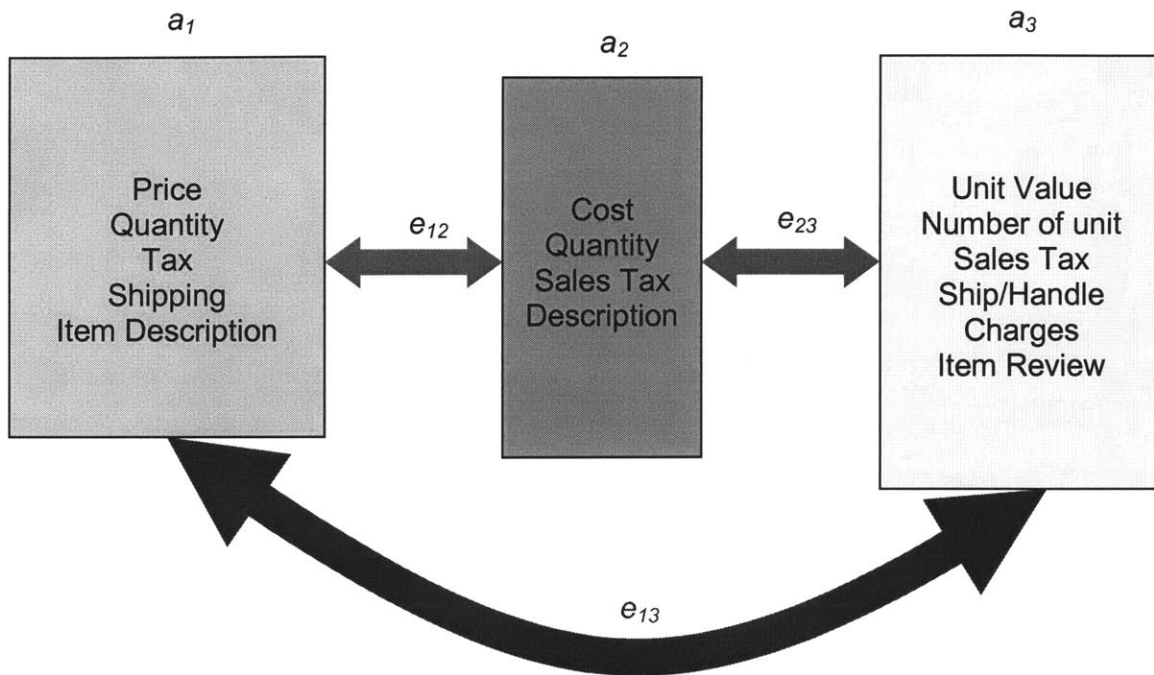 a1
a2
a3
Price
Quantity
Tax
Shipping
Item Description
e12
Cost
Quantity
Sales Tax
Description
e23
Unit Value
Number of unit
Sales Tax
Ship/Handle
Charges
Item Review
e13